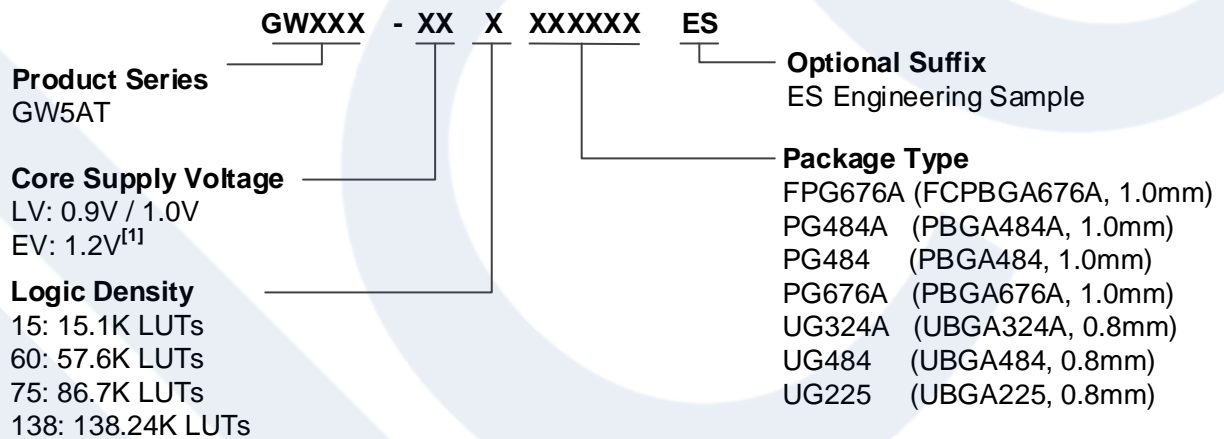 GWXXX - XX X XXXXXX ES
Product Series
GW5AT
Core Supply Voltage
LV: 0.9V / 1.0V
EV: 1.2V[1]
Logic Density
15: 15.1K LUTs
60: 57.6K LUTs
75: 86.7K LUTs
138: 138.24K LUTs
Optional Suffix
ES Engineering Sample
Package Type
FPG676A (FCPBGA676A, 1.0mm)
PG484A (PBGA484A, 1.0mm)
PG484 (PBGA484, 1.0mm)
PG676A (PBGA676A, 1.0mm)
UG324A (UBGA324A, 0.8mm)
UG484 (UBGA484, 0.8mm)
UG225 (UBGA225, 0.8mm)